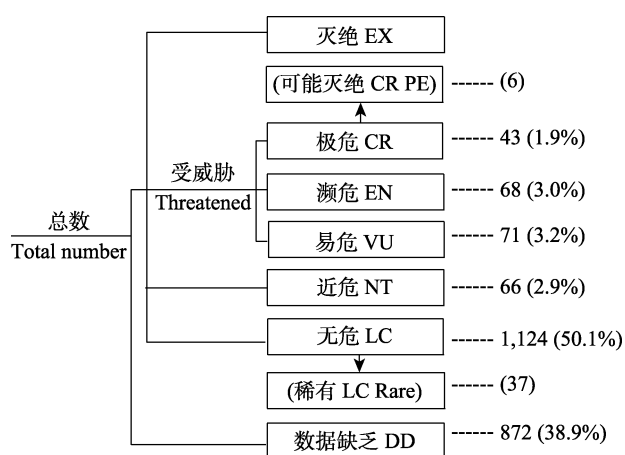 灭绝 EX
(可能灭绝 CR PE) ------ (6)
极危 CR ------ 43 (1.9%)
受威胁
Threatened
濒危 EN ------ 68 (3.0%)
总数
Total number
易危 VU ------ 71 (3.2%)
近危 NT ------ 66 (2.9%)
无危 LC ------ 1,124 (50.1%)
(稀有 LC Rare) ------ (37)
数据缺乏 DD ------ 872 (38.9%)